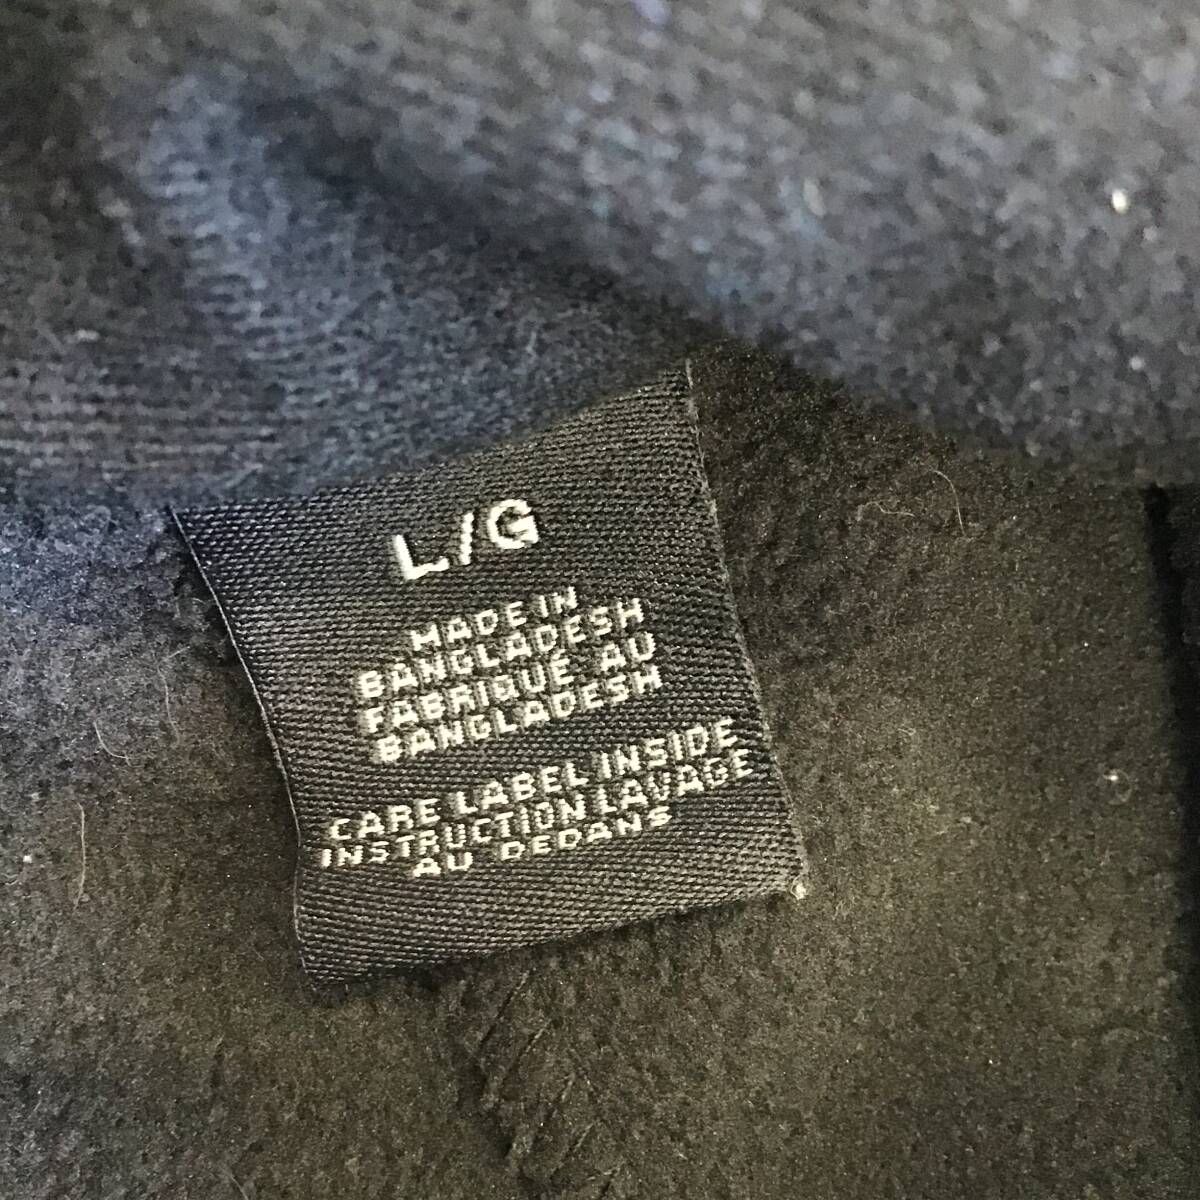 L/G
MADE IN
BANGLADESH
FABRIQUÉ AU
BANGLADESH
CARE LABEL INSIDE
INSTRUCTION LAVAGE
AU DEDANS